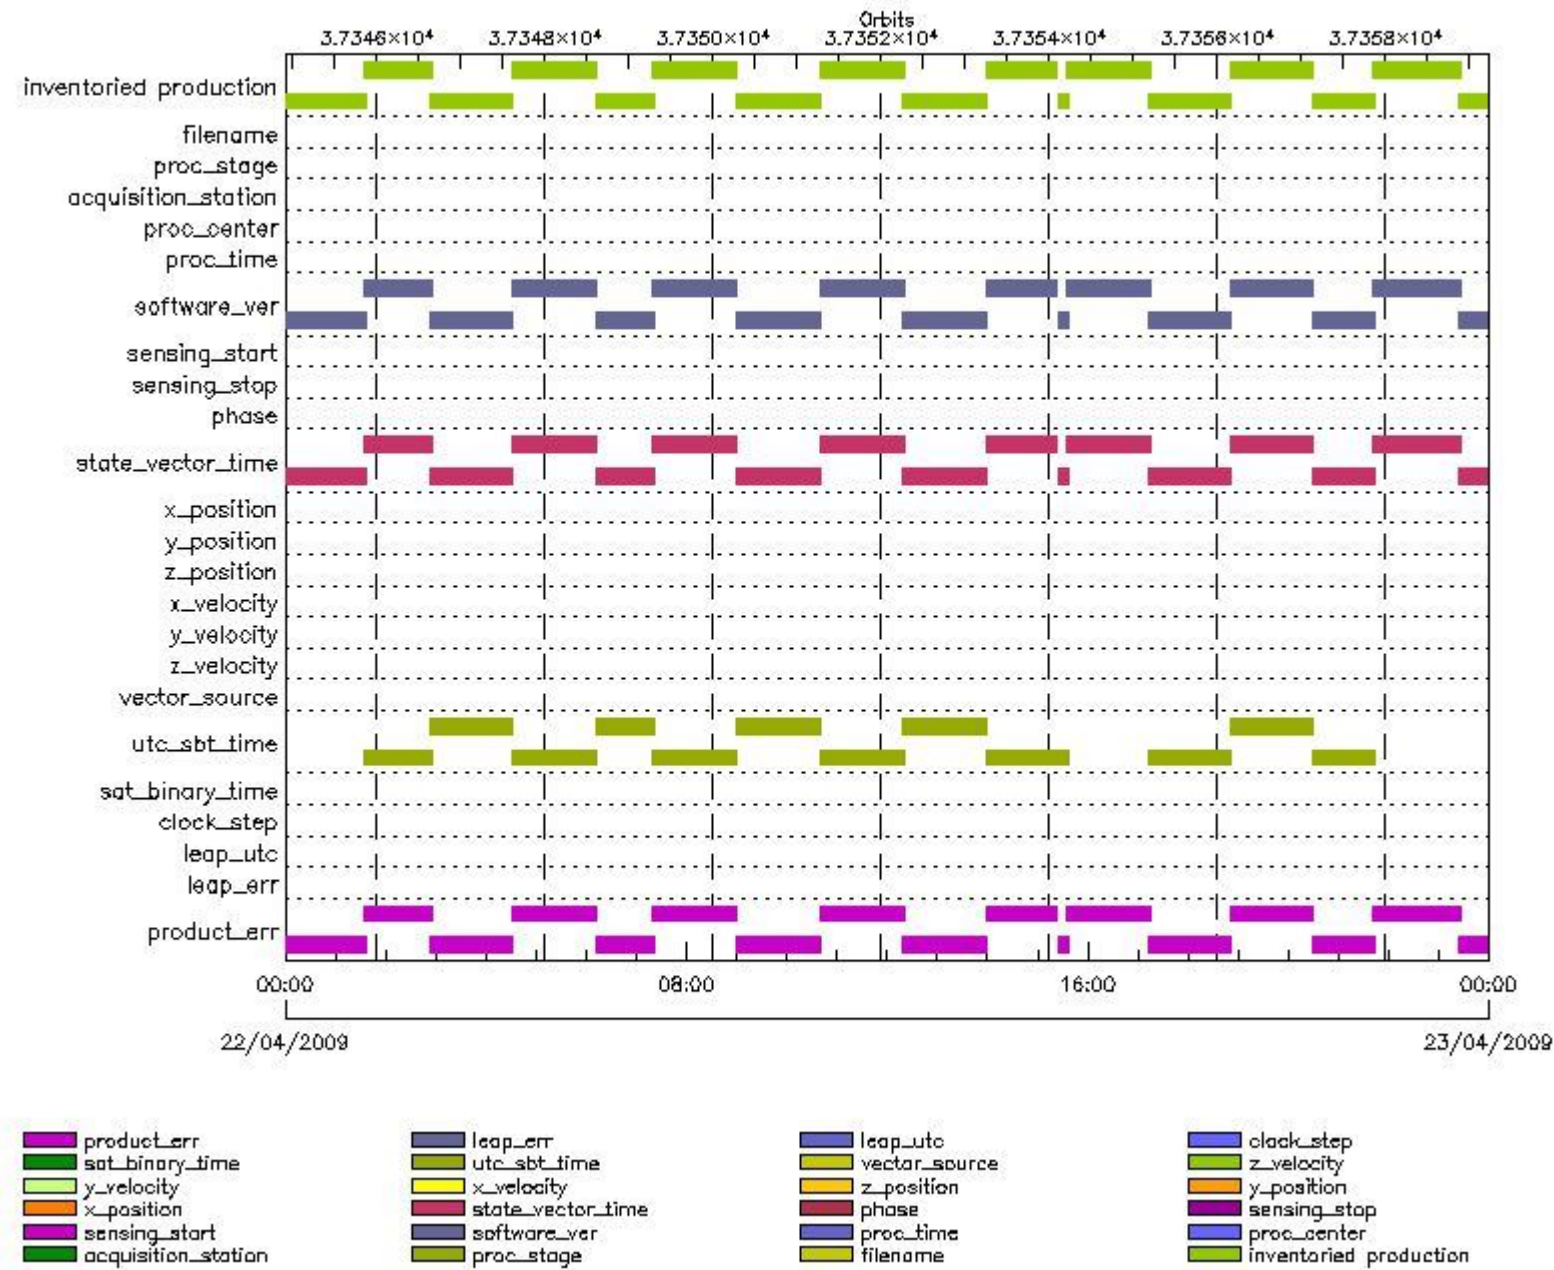 Orbits
3.7346×10⁴ 3.7348×10⁴ 3.7350×10⁴ 3.7352×10⁴ 3.7354×10⁴ 3.7356×10⁴ 3.7358×10⁴
inventoried production
filename
proc_stage
acquisition_station
proc_center
proc_time
software_ver
sensing_start
sensing_stop
phase
state_vector_time
x_position
y_position
z_position
x_velocity
y_velocity
z_velocity
vector_source
utc_sbt_time
sat_binary_time
clock_step
leap_utc
leap_err
product_err
00:00 08:00 16:00 00:00
22/04/2009 23/04/2009
product_err leap_err leap_utc clock_step
sat_binary_time utc_sbt_time vector_source z_velocity
y_velocity x_velocity z_position y_position
x_position state_vector_time phase sensing_stop
sensing_start software_ver proc_time proc_center
acquisition_station proc_stage filename inventoried production